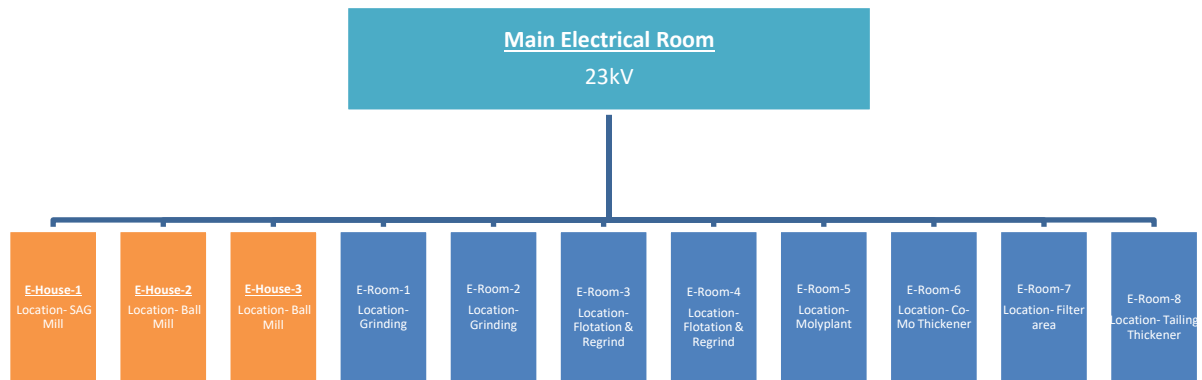 Main Electrical Room
23kV
E-House-1
Location- SAG
Mill
E-House-2
Location- Ball
Mill
E-House-3
Location- Ball
Mill
E-Room-1
Location-
Grinding
E-Room-2
Location-
Grinding
E-Room-3
Location-
Flotation &
Regrind
E-Room-4
Location-
Flotation &
Regrind
E-Room-5
Location-
Molyplant
E-Room-6
Location- Co-
Mo Thickener
E-Room-7
Location- Filter
area
E-Room-8
Location- Tailing
Thickener